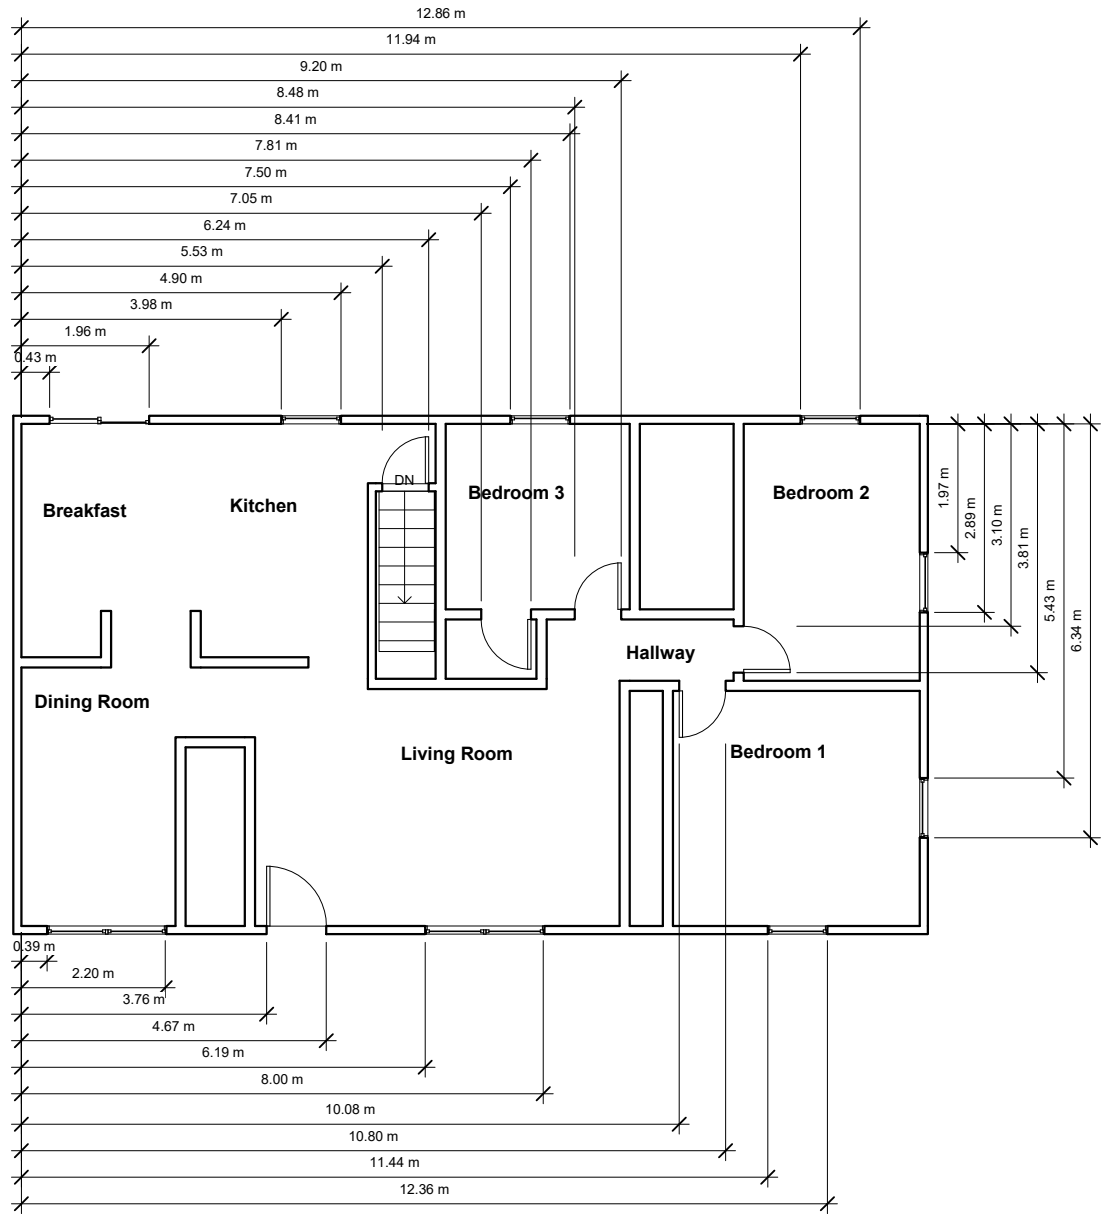 12.86 m
11.94 m
9.20 m
8.48 m
8.41 m
7.81 m
7.50 m
7.05 m
6.24 m
5.53 m
4.90 m
3.98 m
1.96 m
0.43 m
DN
Bedroom 3
Bedroom 2
Kitchen
Breakfast
1.97 m
2.89 m
3.10 m
3.81 m
5.43 m
6.34 m
Hallway
Dining Room
Living Room
Bedroom 1
0.39 m
2.20 m
3.76 m
4.67 m
6.19 m
8.00 m
10.08 m
10.80 m
11.44 m
12.36 m